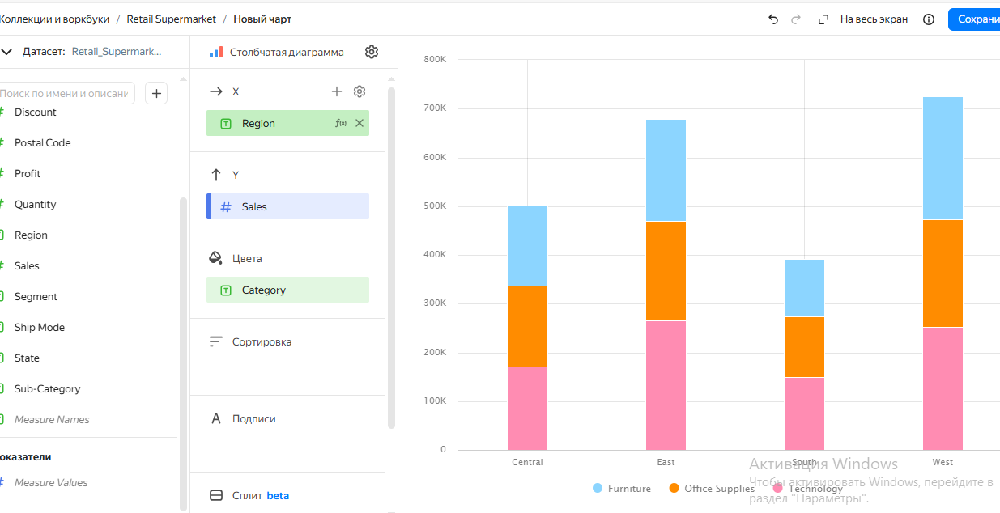 Коллекции и воркбуки / Retail Supermarket / Новый чарт
На весь экран
Сохрани
Датасет: Retail_Supermark...
Столбчатая диаграмма
Поиск по имени и описани
Discount
Postal Code
Profit
Quantity
Region
Sales
Segment
Ship Mode
State
Sub-Category
Measure Names
оказатели
Measure Values
X
Region
Y
Sales
Цвета
Category
Сортировка
Подписи
Сплит beta
800K
700K
600K
500K
400K
300K
200K
100K
0
Central East South West
Furniture Office Supplies Technology
Активация Windows
Чтобы активировать Windows, перейдите в
раздел "Параметры".